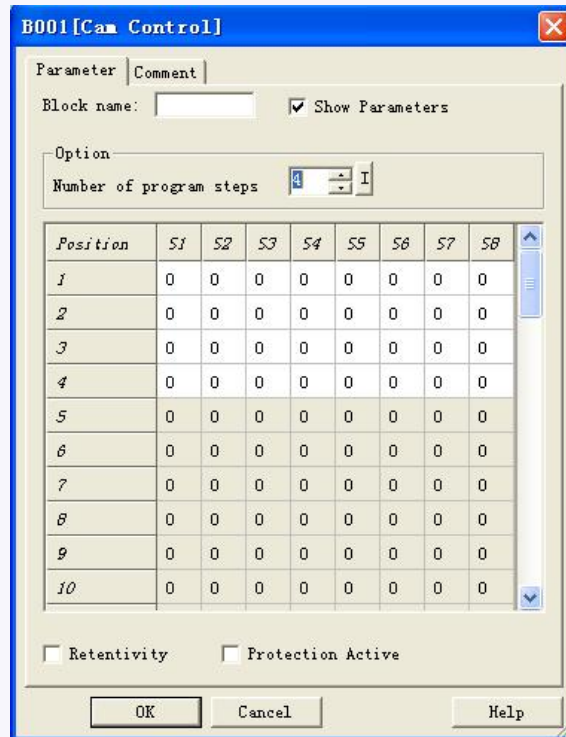 B001[Cam Control]
Parameter Comment
Block name: Show Parameters
Option
Number of program steps 4 I
Position S1 S2 S3 S4 S5 S6 S7 S8
1 0 0 0 0 0 0 0 0
2 0 0 0 0 0 0 0 0
3 0 0 0 0 0 0 0 0
4 0 0 0 0 0 0 0 0
5 0 0 0 0 0 0 0 0
6 0 0 0 0 0 0 0 0
7 0 0 0 0 0 0 0 0
8 0 0 0 0 0 0 0 0
9 0 0 0 0 0 0 0 0
10 0 0 0 0 0 0 0 0
Retentivity Protection Active
OK Cancel Help